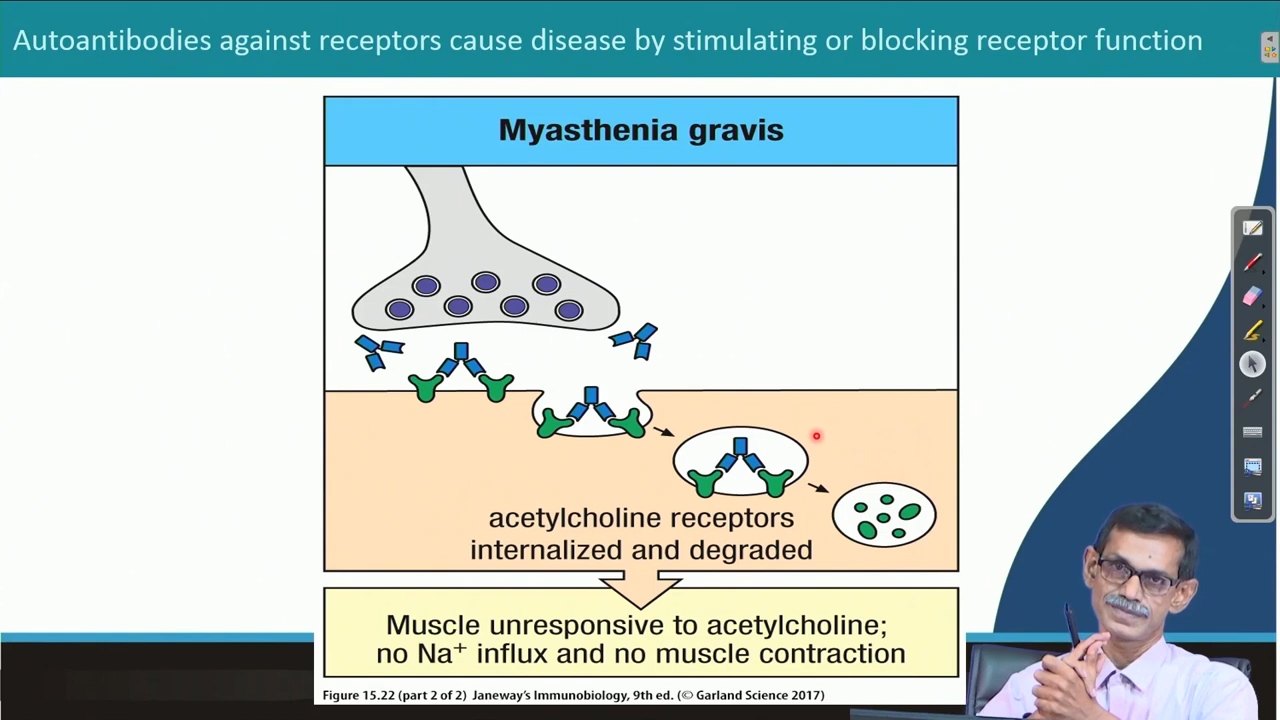 Autoantibodies against receptors cause disease by stimulating or blocking receptor function
Myasthenia gravis
acetylcholine receptors
internalized and degraded
Muscle unresponsive to acetylcholine;
no Na⁺ influx and no muscle contraction
Figure 15.22 (part 2 of 2) Janeway's Immunobiology, 9th ed. (© Garland Science 2017)